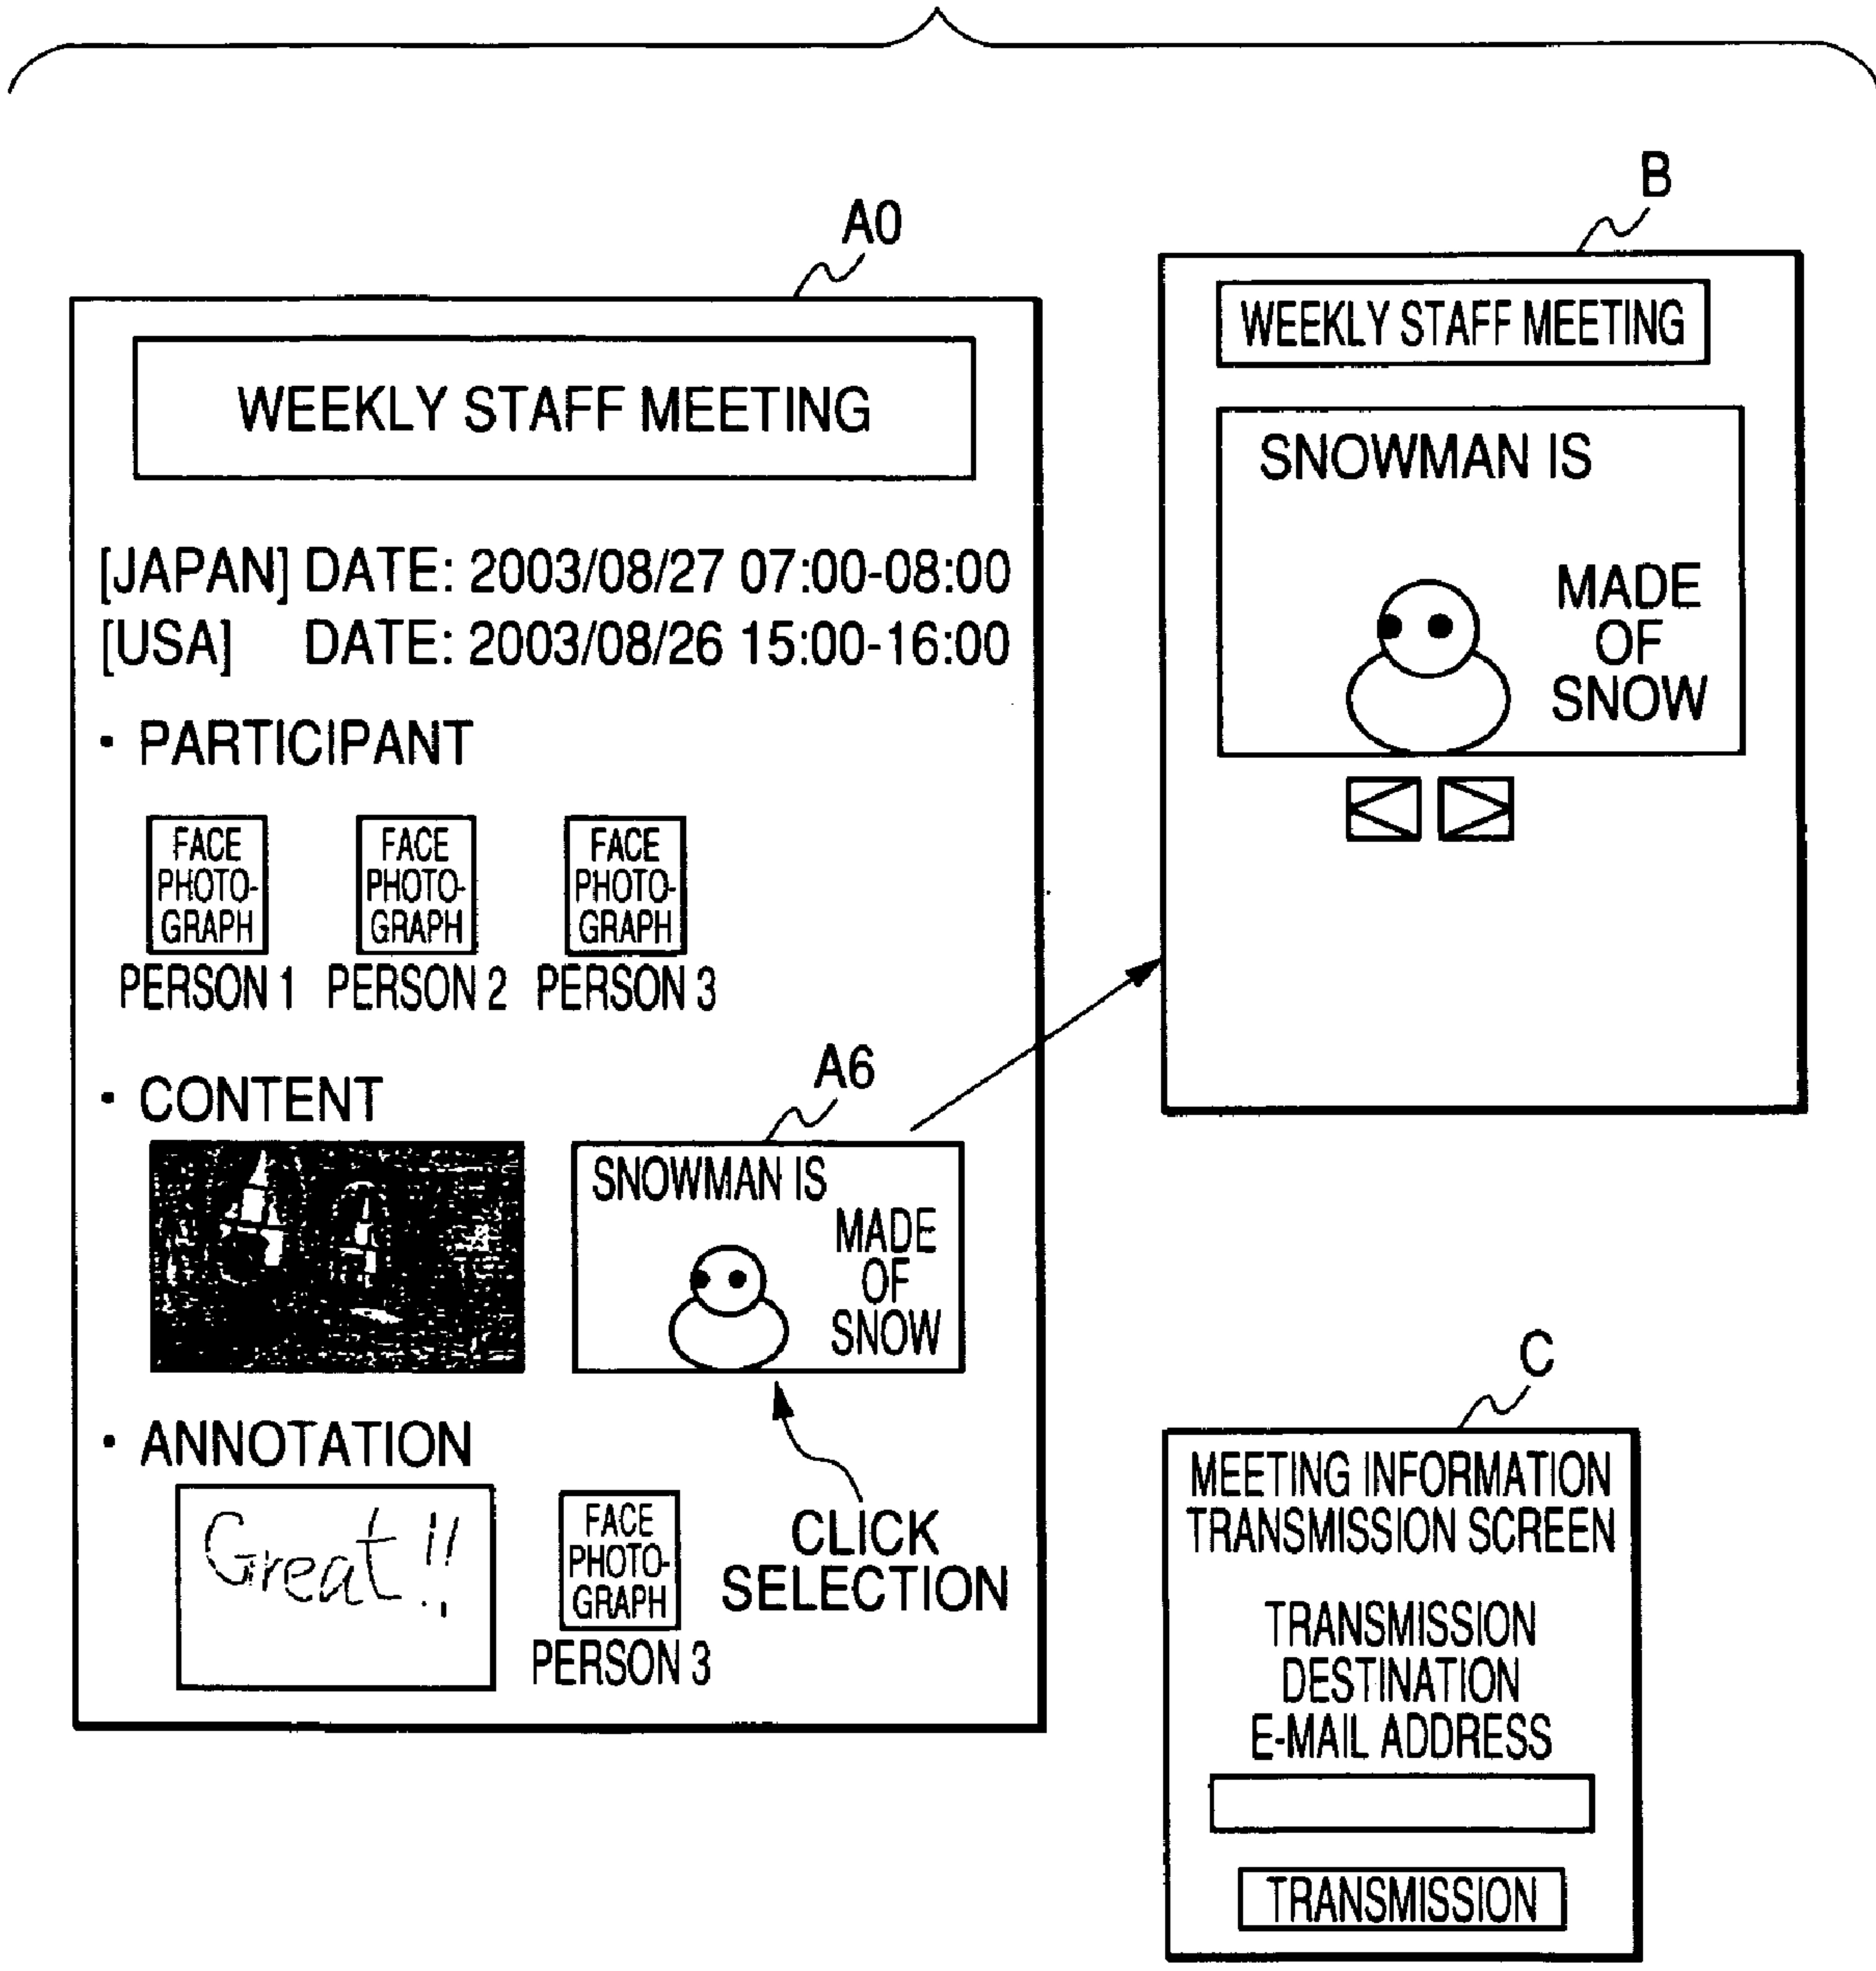 A0
WEEKLY STAFF MEETING
[JAPAN] DATE: 2003/08/27 07:00-08:00
[USA] DATE: 2003/08/26 15:00-16:00
· PARTICIPANT
FACE
PHOTO-
GRAPH
PERSON 1
FACE
PHOTO-
GRAPH
PERSON 2
FACE
PHOTO-
GRAPH
PERSON 3
· CONTENT
A6
SNOWMAN IS
MADE
OF
SNOW
· ANNOTATION
Great!!
FACE
PHOTO-
GRAPH
PERSON 3
CLICK
SELECTION
B
WEEKLY STAFF MEETING
SNOWMAN IS
MADE
OF
SNOW
C
MEETING INFORMATION
TRANSMISSION SCREEN
TRANSMISSION
DESTINATION
E-MAIL ADDRESS
TRANSMISSION